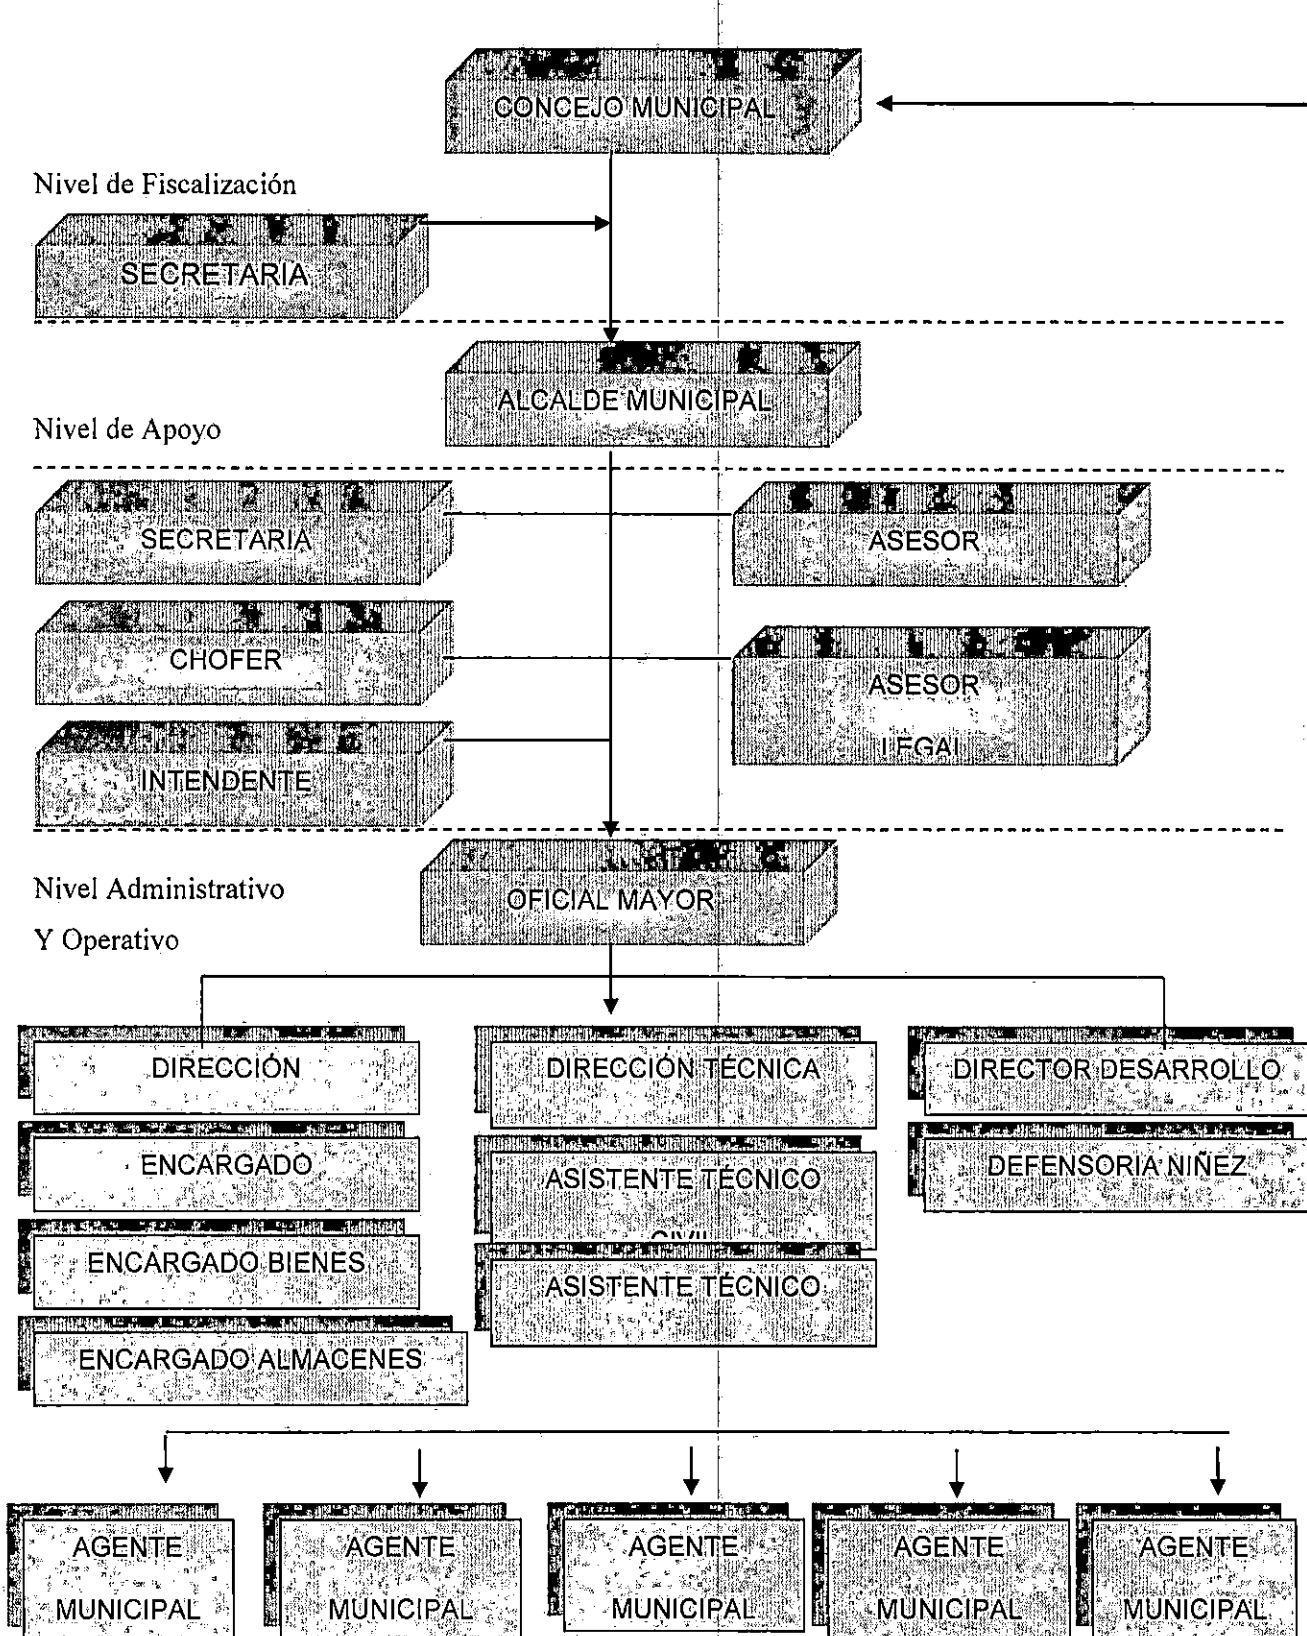 CONCEJO MUNICIPAL
Nivel de Fiscalización
SECRETARIA
ALCALDE MUNICIPAL
Nivel de Apoyo
SECRETARIA
ASESOR
CHOFER
ASESOR
LEGAL
INTENDENTE
OFICIAL MAYOR
Nivel Administrativo
Y Operativo
DIRECCIÓN
DIRECCIÓN TÉCNICA
DIRECTOR DESARROLLO
ENCARGADO
ASISTENTE TÉCNICO
CIVIL
DEFENSORIA NIÑEZ
ENCARGADO BIENES
ASISTENTE TÉCNICO
ENCARGADO ALMACENES
AGENTE
MUNICIPAL
AGENTE
MUNICIPAL
AGENTE
MUNICIPAL
AGENTE
MUNICIPAL
AGENTE
MUNICIPAL